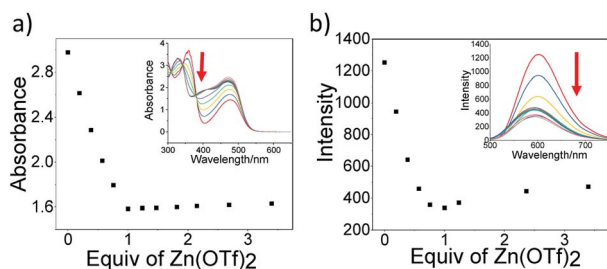 a)
Absorbance
2.8
2.4
2.0
1.6
0 1 2 3
Equiv of Zn(OTf)2
Absorbance
4
3
2
1
0
300 400 500 600
Wavelength/nm
b)
Intensity
1400
1200
1000
800
600
400
200
0 1 2 3
Equiv of Zn(OTf)2
Intensity
1400
1200
1000
800
600
400
200
0
500 600 700
Wavelength/nm